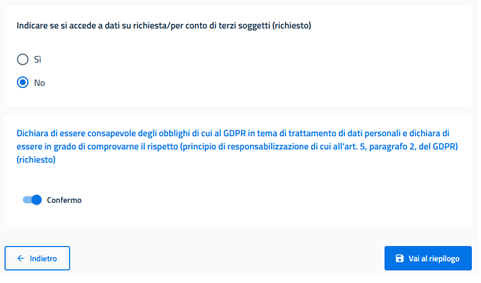 Indicare se si accede a dati su richiesta/per conto di terzi soggetti (richiesto)
Sì
No
Dichiara di essere consapevole degli obblighi di cui al GDPR in tema di trattamento di dati personali e dichiara di
essere in grado di comprovarne il rispetto (principio di responsabilizzazione di cui all'art. 5, paragrafo 2, del GDPR)
(richiesto)
Confermo
Indietro
Vai al riepilogo